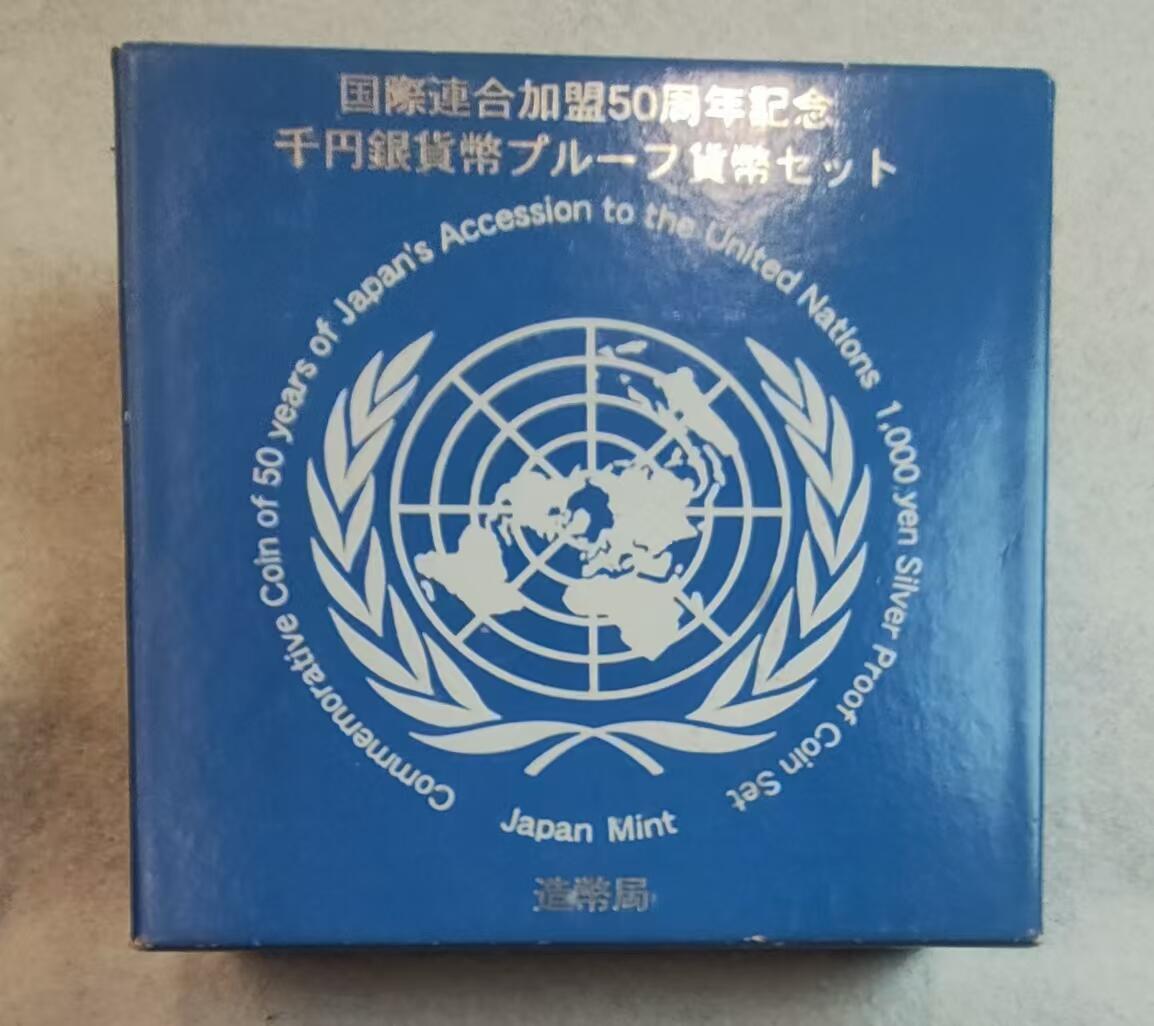 国際連合加盟50周年記念
千円銀貨幣プルーフ貨幣セット
Commemorative Coin of 50 years of Japan's Accession to the United Nations 1,000 yen Silver Proof Coin Set
Japan Mint
造幣局